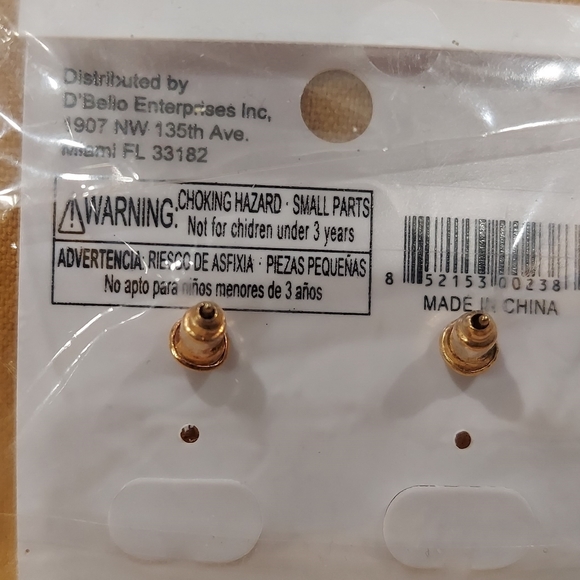 Distributed by
D'Bello Enterprises Inc,
1907 NW 135th Ave.
Miami FL 33182
WARNING. CHOKING HAZARD · SMALL PARTS
Not for chidren under 3 years
ADVERTENCIA: RIESGO DE ASFIXIA · PIEZAS PEQUEÑAS
No apto para niños menores de 3 años
8 52153 00238
MADE IN CHINA